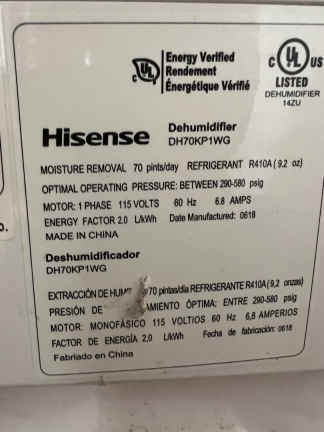 Energy Verified
Rendement
Énergétique Vérifié
c UL
c UL US
LISTED
DEHUMIDIFIER
14ZU
Hisense
Dehumidifier
DH70KP1WG
MOISTURE REMOVAL 70 pints/day REFRIGERANT R410A (9.2 oz)
OPTIMAL OPERATING PRESSURE: BETWEEN 290-580 psig
MOTOR: 1 PHASE 115 VOLTS 60 Hz 6.8 AMPS
ENERGY FACTOR 2.0 L/kWh Date Manufactured: 0618
MADE IN CHINA
Deshumidificador
DH70KP1WG
EXTRACCIÓN DE 70 pintas/día REFRIGERANTE R410A (9,2 onzas)
PRESIÓN DE ÓPTIMA: ENTRE 290-580 psig
MOTOR: MONOFÁSICO 115 VOLTIOS 60 Hz 6,8 AMPERIOS
FACTOR DE ENERGÍA 2,0 L/kWh Fecha de fabricación: 0618
Fabriado en China